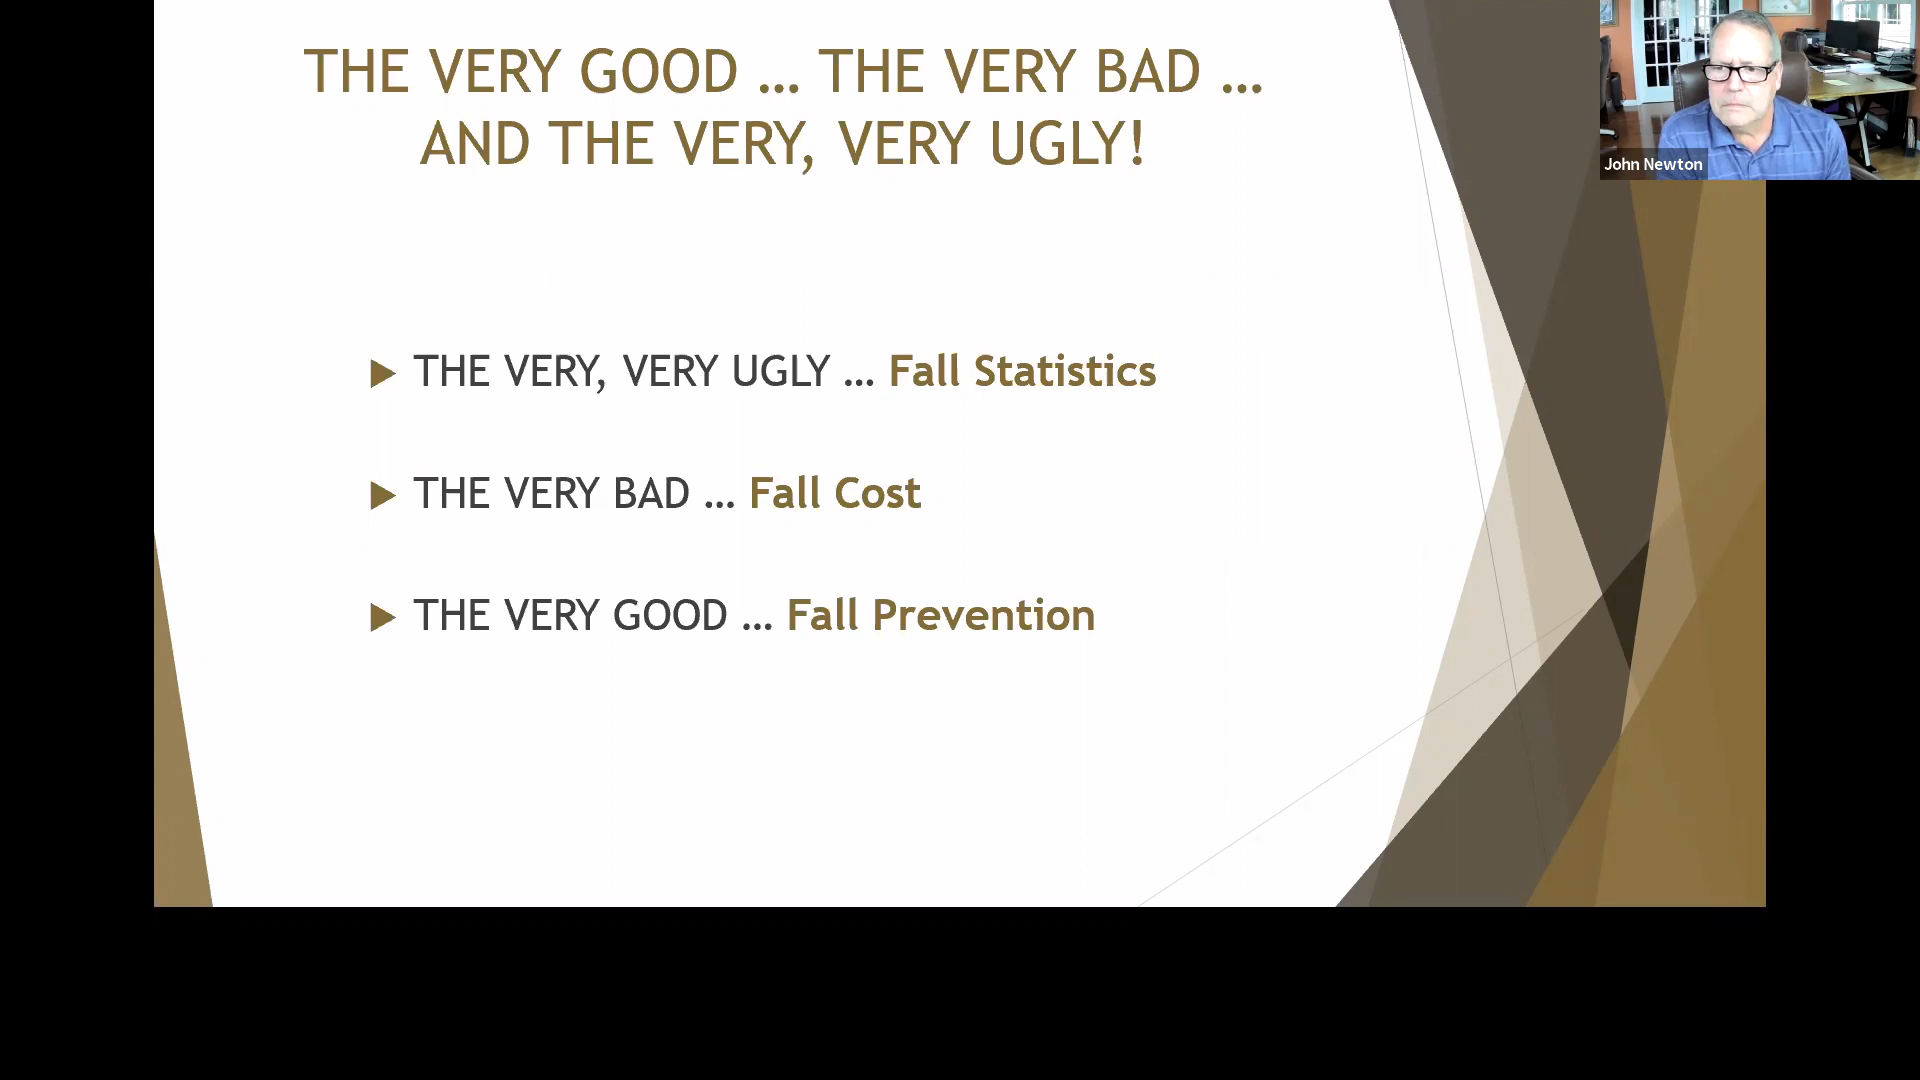 THE VERY GOOD … THE VERY BAD …
AND THE VERY, VERY UGLY!
THE VERY, VERY UGLY … Fall Statistics
THE VERY BAD … Fall Cost
THE VERY GOOD … Fall Prevention
John Newton